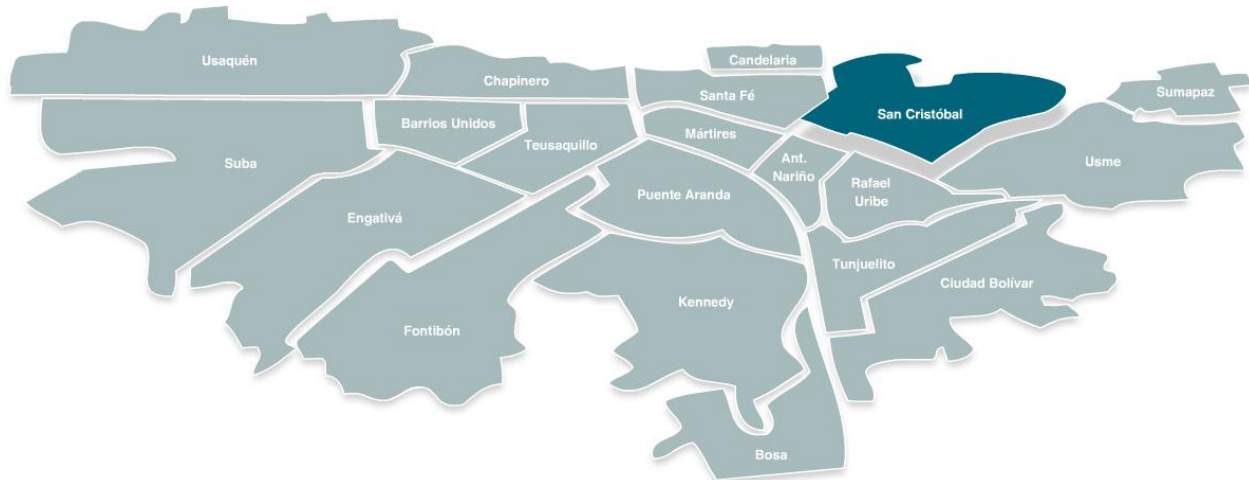 Usaquén
Candelaria
Chapinero
Santa Fé
Sumapaz
San Cristóbal
Barrios Unidos
Mártires
Teusaquillo
Suba
Ant.
Nariño
Usme
Rafael
Uribe
Puente Aranda
Engativá
Tunjuelito
Ciudad Bolívar
Kennedy
Fontibón
Bosa